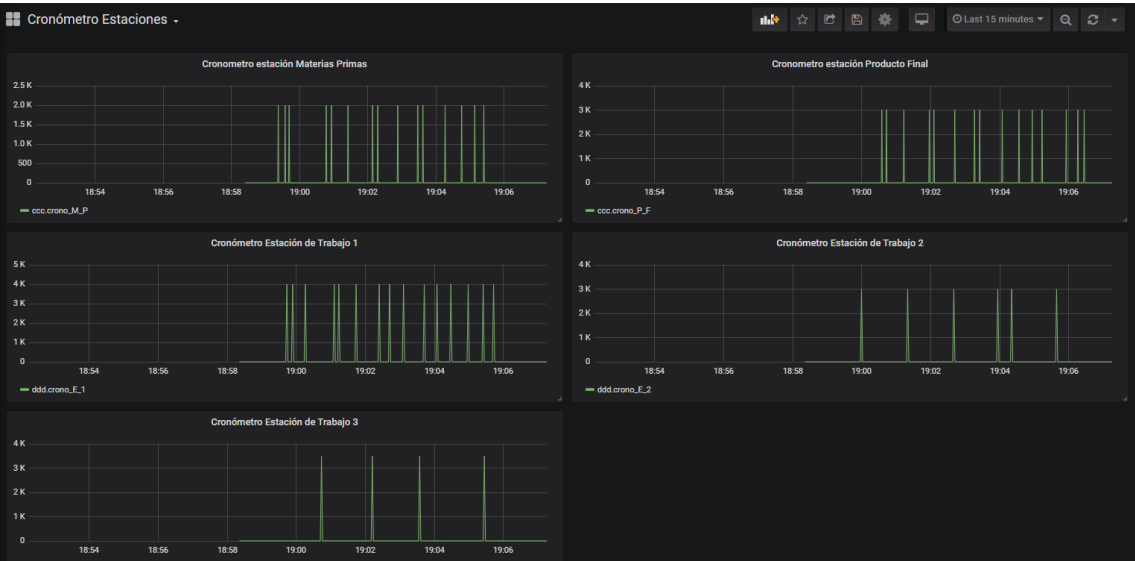 Cronómetro Estaciones
Last 15 minutes
Cronometro estación Materias Primas
2.5 K
2.0 K
1.5 K
1.0 K
500
0
18:54 18:56 18:58 19:00 19:02 19:04 19:06
ccc.crono_M_P
Cronometro estación Producto Final
4 K
3 K
2 K
1 K
0
18:54 18:56 18:58 19:00 19:02 19:04 19:06
ccc.crono_P_F
Cronómetro Estación de Trabajo 1
5 K
4 K
3 K
2 K
1 K
0
18:54 18:56 18:58 19:00 19:02 19:04 19:06
ddd.crono_E_1
Cronómetro Estación de Trabajo 2
4 K
3 K
2 K
1 K
0
18:54 18:56 18:58 19:00 19:02 19:04 19:06
ddd.crono_E_2
Cronómetro Estación de Trabajo 3
4 K
3 K
2 K
1 K
0
18:54 18:56 18:58 19:00 19:02 19:04 19:06